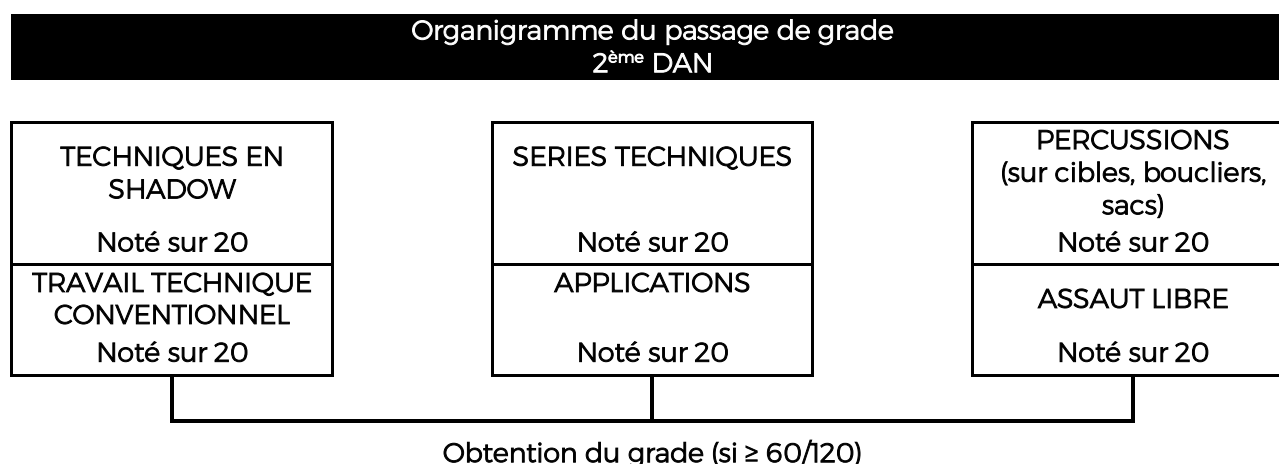 Organigramme du passage de grade
2ème DAN
TECHNIQUES EN
SHADOW
Noté sur 20
TRAVAIL TECHNIQUE
CONVENTIONNEL
Noté sur 20
SERIES TECHNIQUES
Noté sur 20
APPLICATIONS
Noté sur 20
PERCUSSIONS
(sur cibles, boucliers,
sacs)
Noté sur 20
ASSAUT LIBRE
Noté sur 20
Obtention du grade (si ≥ 60/120)